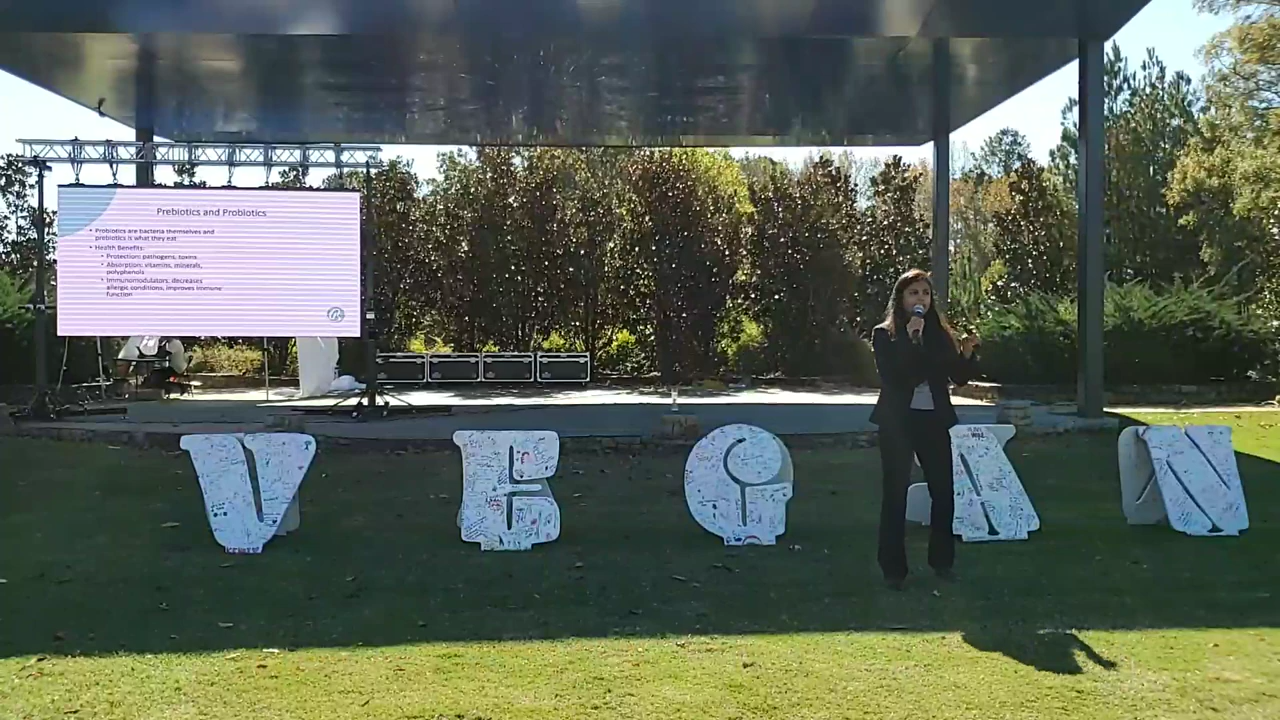 Prebiotics and Probiotics
• Probiotics are bacteria themselves and
prebiotics is what they eat
• Health Benefits:
• Protection: pathogens, toxins
• Absorption: vitamins, minerals,
polyphenols
• Immunomodulators: decreases
allergic conditions, improves immune
function
VEGAN